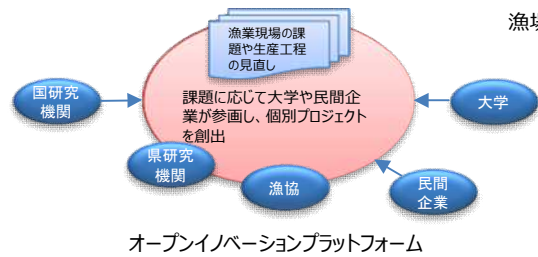 漁場
漁業現場の課
題や生産工程
の見直し
国研究
機関
課題に応じて大学や民間企
業が参画し、個別プロジェクト
を創出
大学
県研究
機関
漁協
民間
企業
オープンイノベーションプラットフォーム